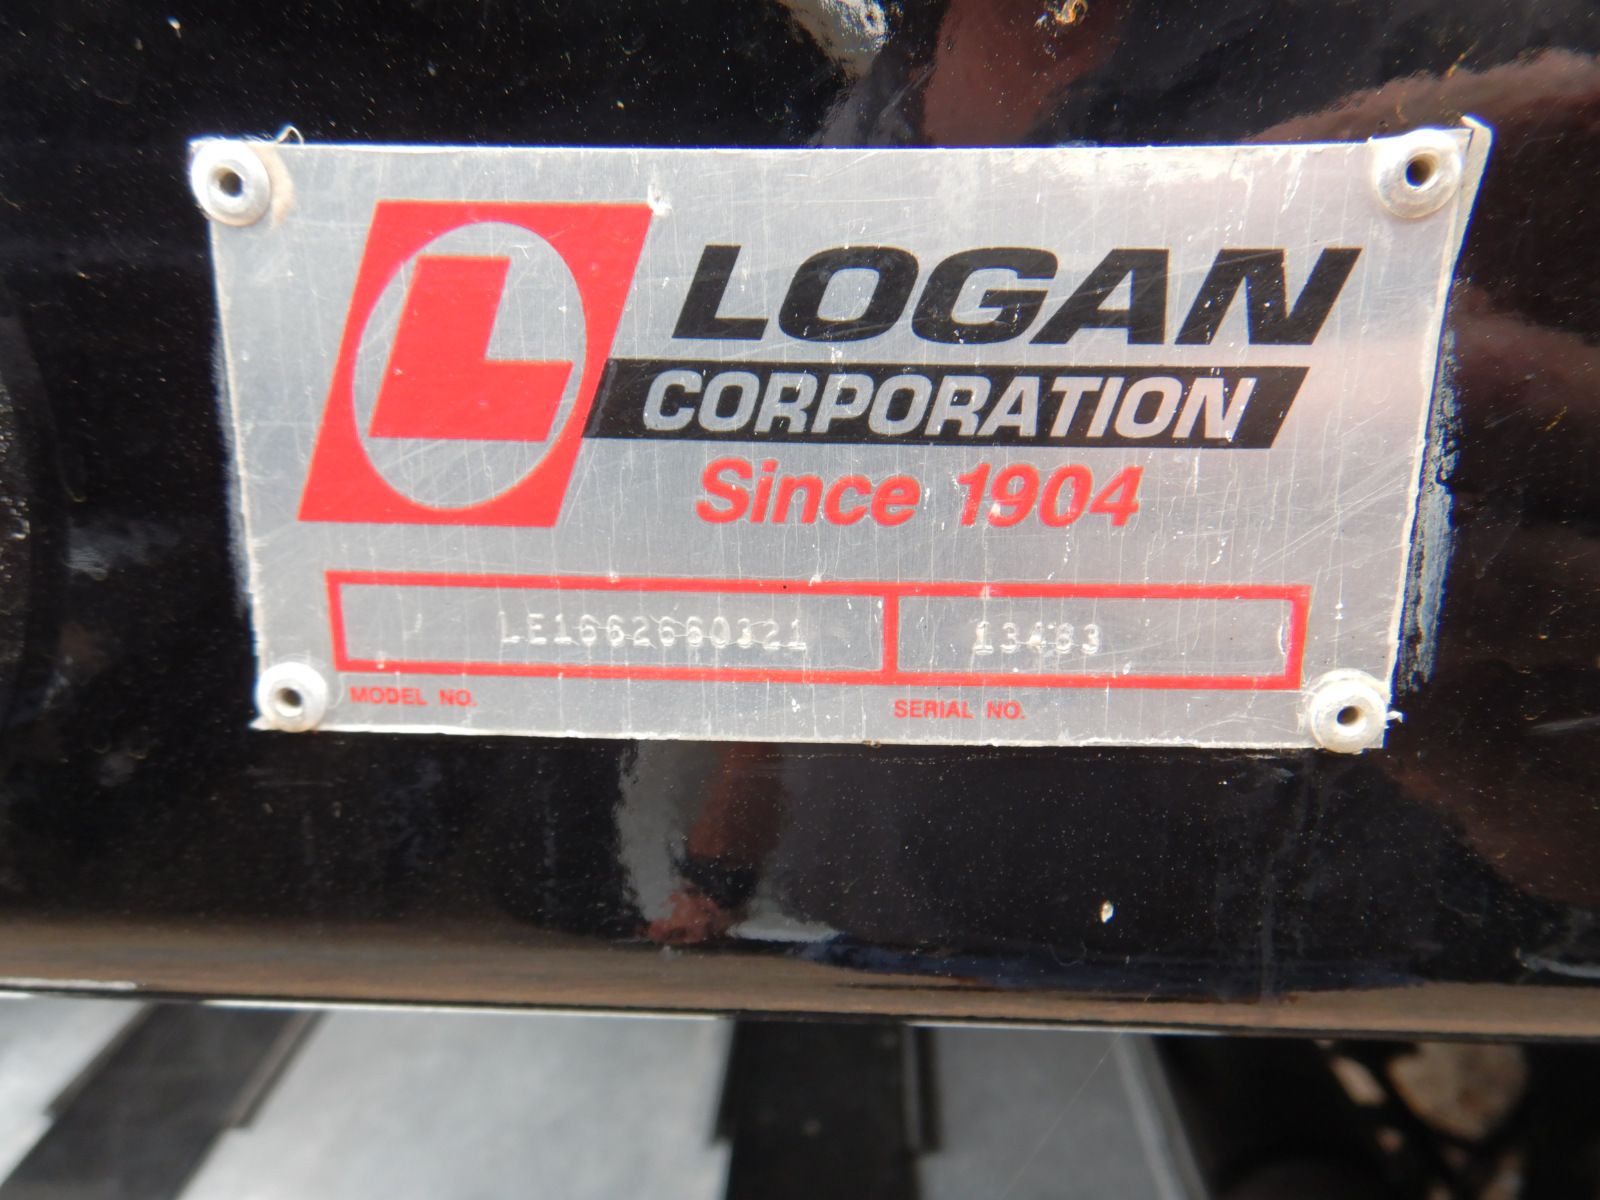 L
LOGAN
CORPORATION
Since 1904
LE1662660321 13483
MODEL NO. SERIAL NO.